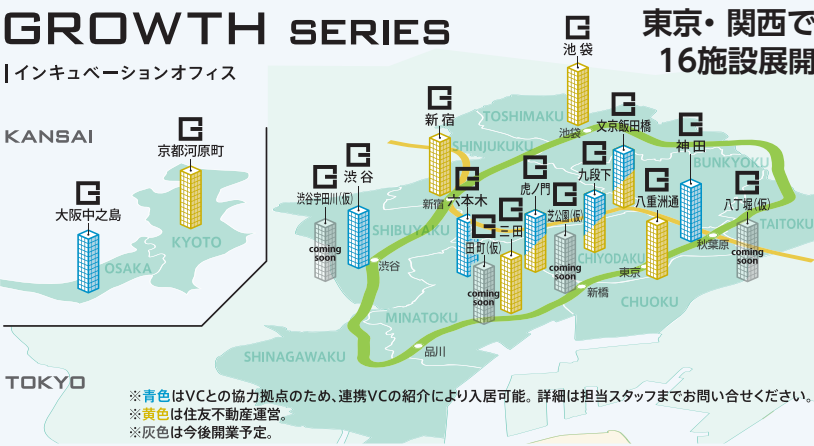 GROWTH SERIES
東京・関西で
16施設展開
インキュベーションオフィス
KANSAI
京都河原町
大阪中之島
KYOTO
OSAKA
池袋
新宿
TOSHIMAKU
池袋
文京飯田橋
神田
SHINJUKUKU
BUNKYOKU
渋谷
渋谷宇田川(仮)
新宿
六本木
虎ノ門
九段下
芝公園(仮)
八重洲通
八丁堀(仮)
三田
田町(仮)
SHIBUYAKU
TAITOKU
秋葉原
CHIYODAKU
東京
coming soon
coming soon
coming soon
coming soon
渋谷
新橋
CHUOKU
MINATOKU
品川
SHINAGAWAKU
TOKYO
※青色はVCとの協力拠点のため、連携VCの紹介により入居可能。詳細は担当スタッフまでお問い合せください。
※黄色は住友不動産運営。
※灰色は今後開業予定。